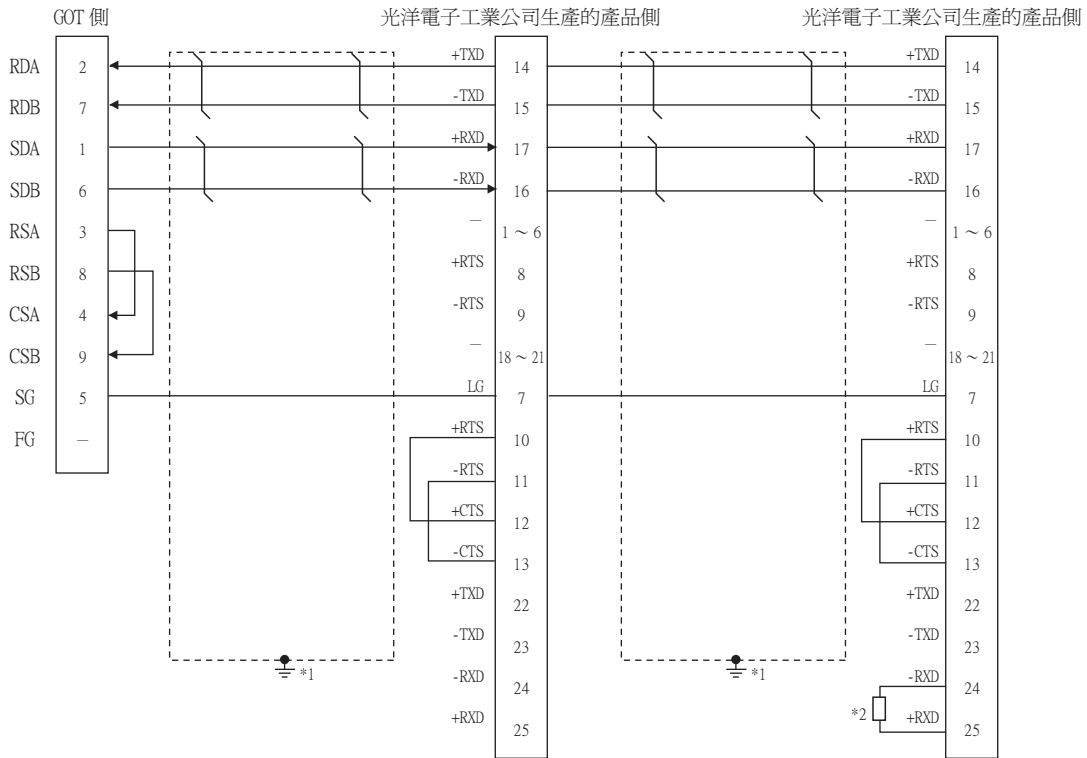 GOT 側 光洋電子工業公司生產的產品側 光洋電子工業公司生產的產品側
RDA 2 +TXD 14 +TXD 14
RDB 7 -TXD 15 -TXD 15
SDA 1 +RXD 17 +RXD 17
SDB 6 -RXD 16 -RXD 16
RSA 3 — 1～6 — 1～6
RSB 8 +RTS 8 +RTS 8
CSA 4 -RTS 9 -RTS 9
CSB 9 — 18～21 — 18～21
SG 5 LG 7 LG 7
FG — +RTS 10 +RTS 10
-RTS 11 -RTS 11
+CTS 12 +CTS 12
-CTS 13 -CTS 13
+TXD 22 +TXD 22
-TXD 23 -TXD 23
*1 -RXD 24 *1 -RXD 24
+RXD 25 *2 +RXD 25